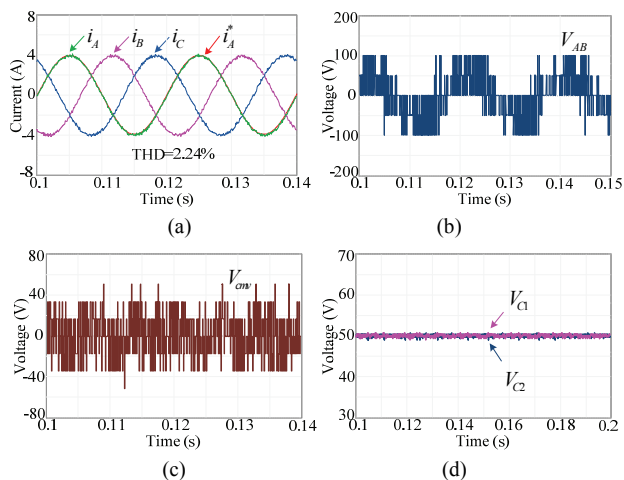 8
4
0
-4
-8
Current (A)
i_A
i_B
i_C
i_A^*
THD=2.24%
0.1 0.11 0.12 0.13 0.14
Time (s)
(a)
200
100
0
-100
-200
Voltage (V)
V_AB
0.1 0.11 0.12 0.13 0.14 0.15
Time (s)
(b)
80
40
0
-40
-80
Voltage (V)
V_cmv
0.1 0.11 0.12 0.13 0.14
Time (s)
(c)
70
60
50
40
30
Voltage (V)
V_C1
V_C2
0.1 0.12 0.14 0.16 0.18 0.2
Time (s)
(d)